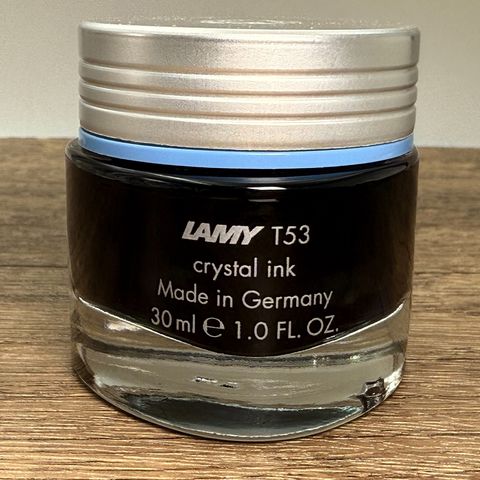 LAMY T53
crystal ink
Made in Germany
30 ml ℮ 1.0 FL. OZ.